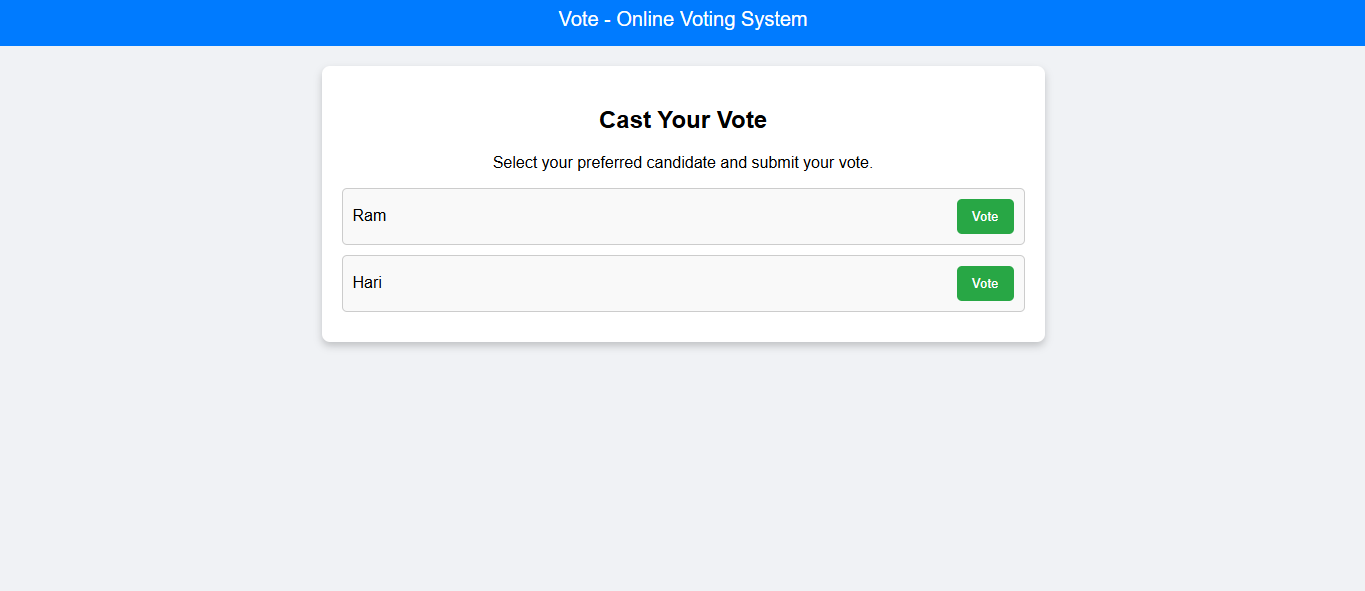 Vote - Online Voting System
Cast Your Vote
Select your preferred candidate and submit your vote.
Ram
Vote
Hari
Vote